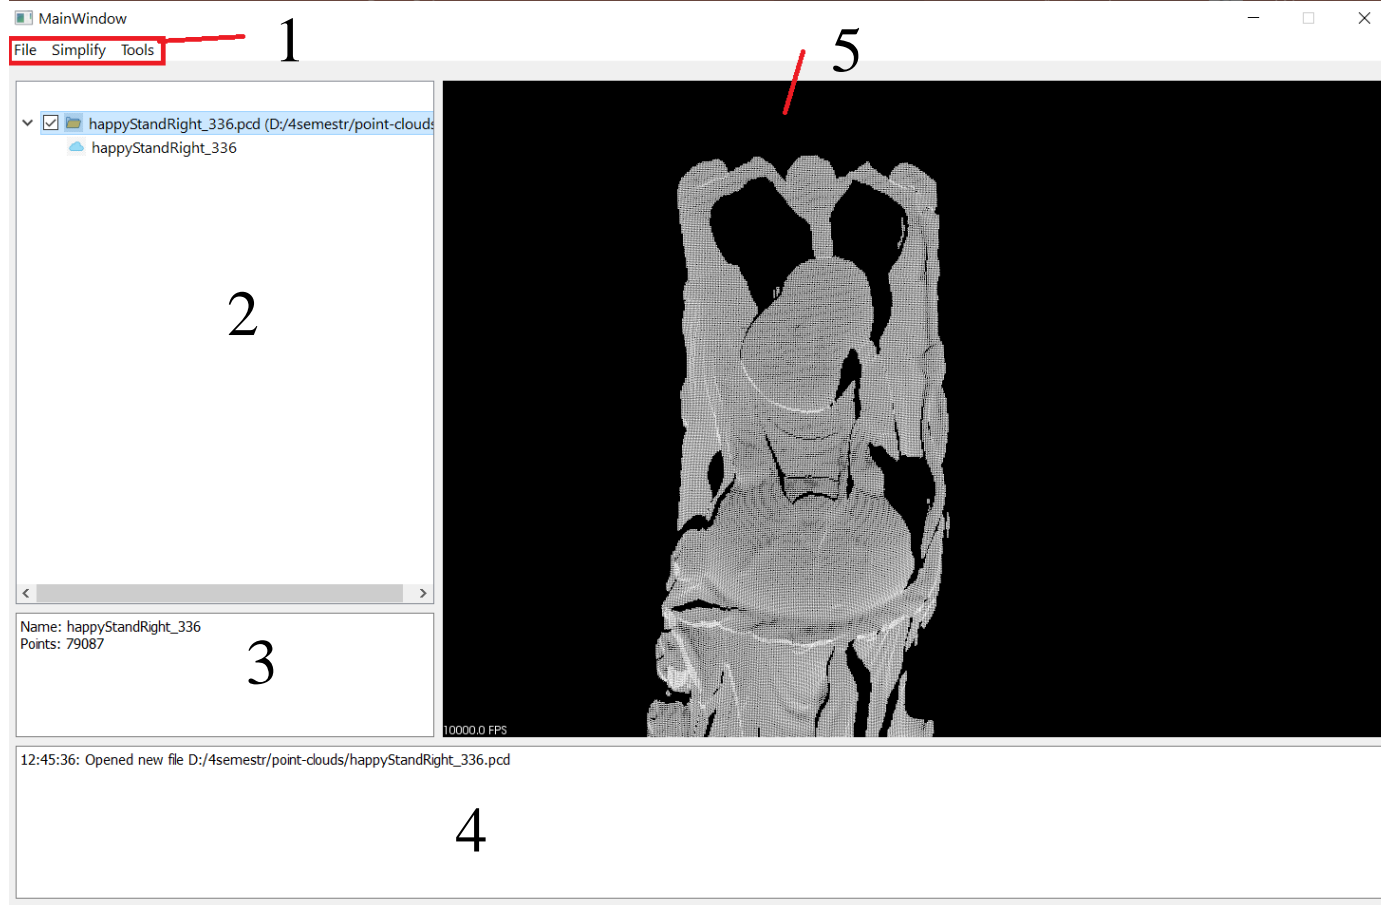 MainWindow
File Simplify Tools
1
5
happyStandRight_336.pcd (D:/4semestr/point-clouds
happyStandRight_336
2
Name: happyStandRight_336
Points: 79087
3
10000.0 FPS
12:45:36: Opened new file D:/4semestr/point-clouds/happyStandRight_336.pcd
4